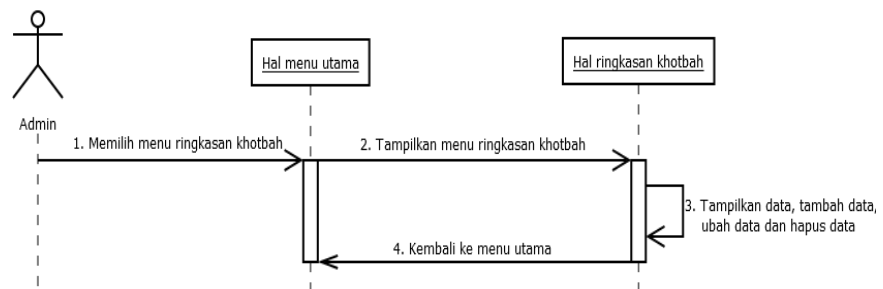 Hal menu utama
Hal ringkasan khotbah
Admin
1. Memilih menu ringkasan khotbah
2. Tampilkan menu ringkasan khotbah
3. Tampilkan data, tambah data,
ubah data dan hapus data
4. Kembali ke menu utama